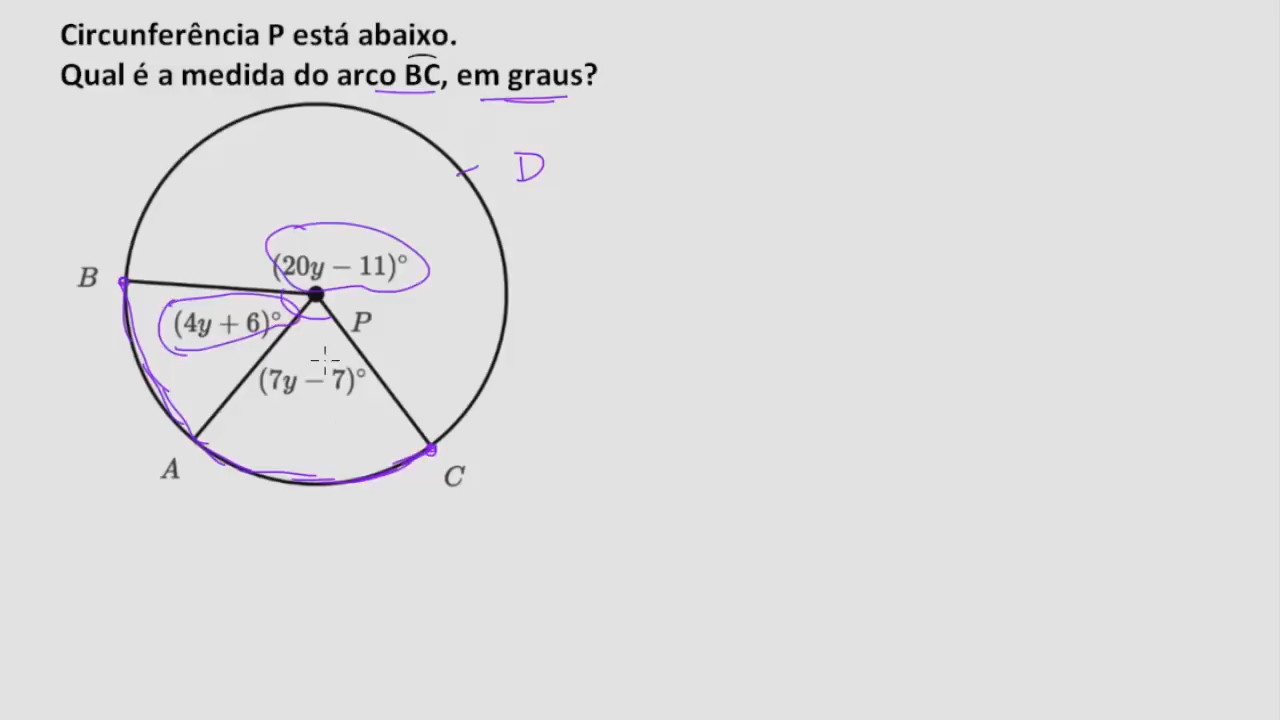 Circunferência P está abaixo.
Qual é a medida do arco BC, em graus?
D
(20y − 11)°
B
(4y + 6)°
P
(7y − 7)°
A
C